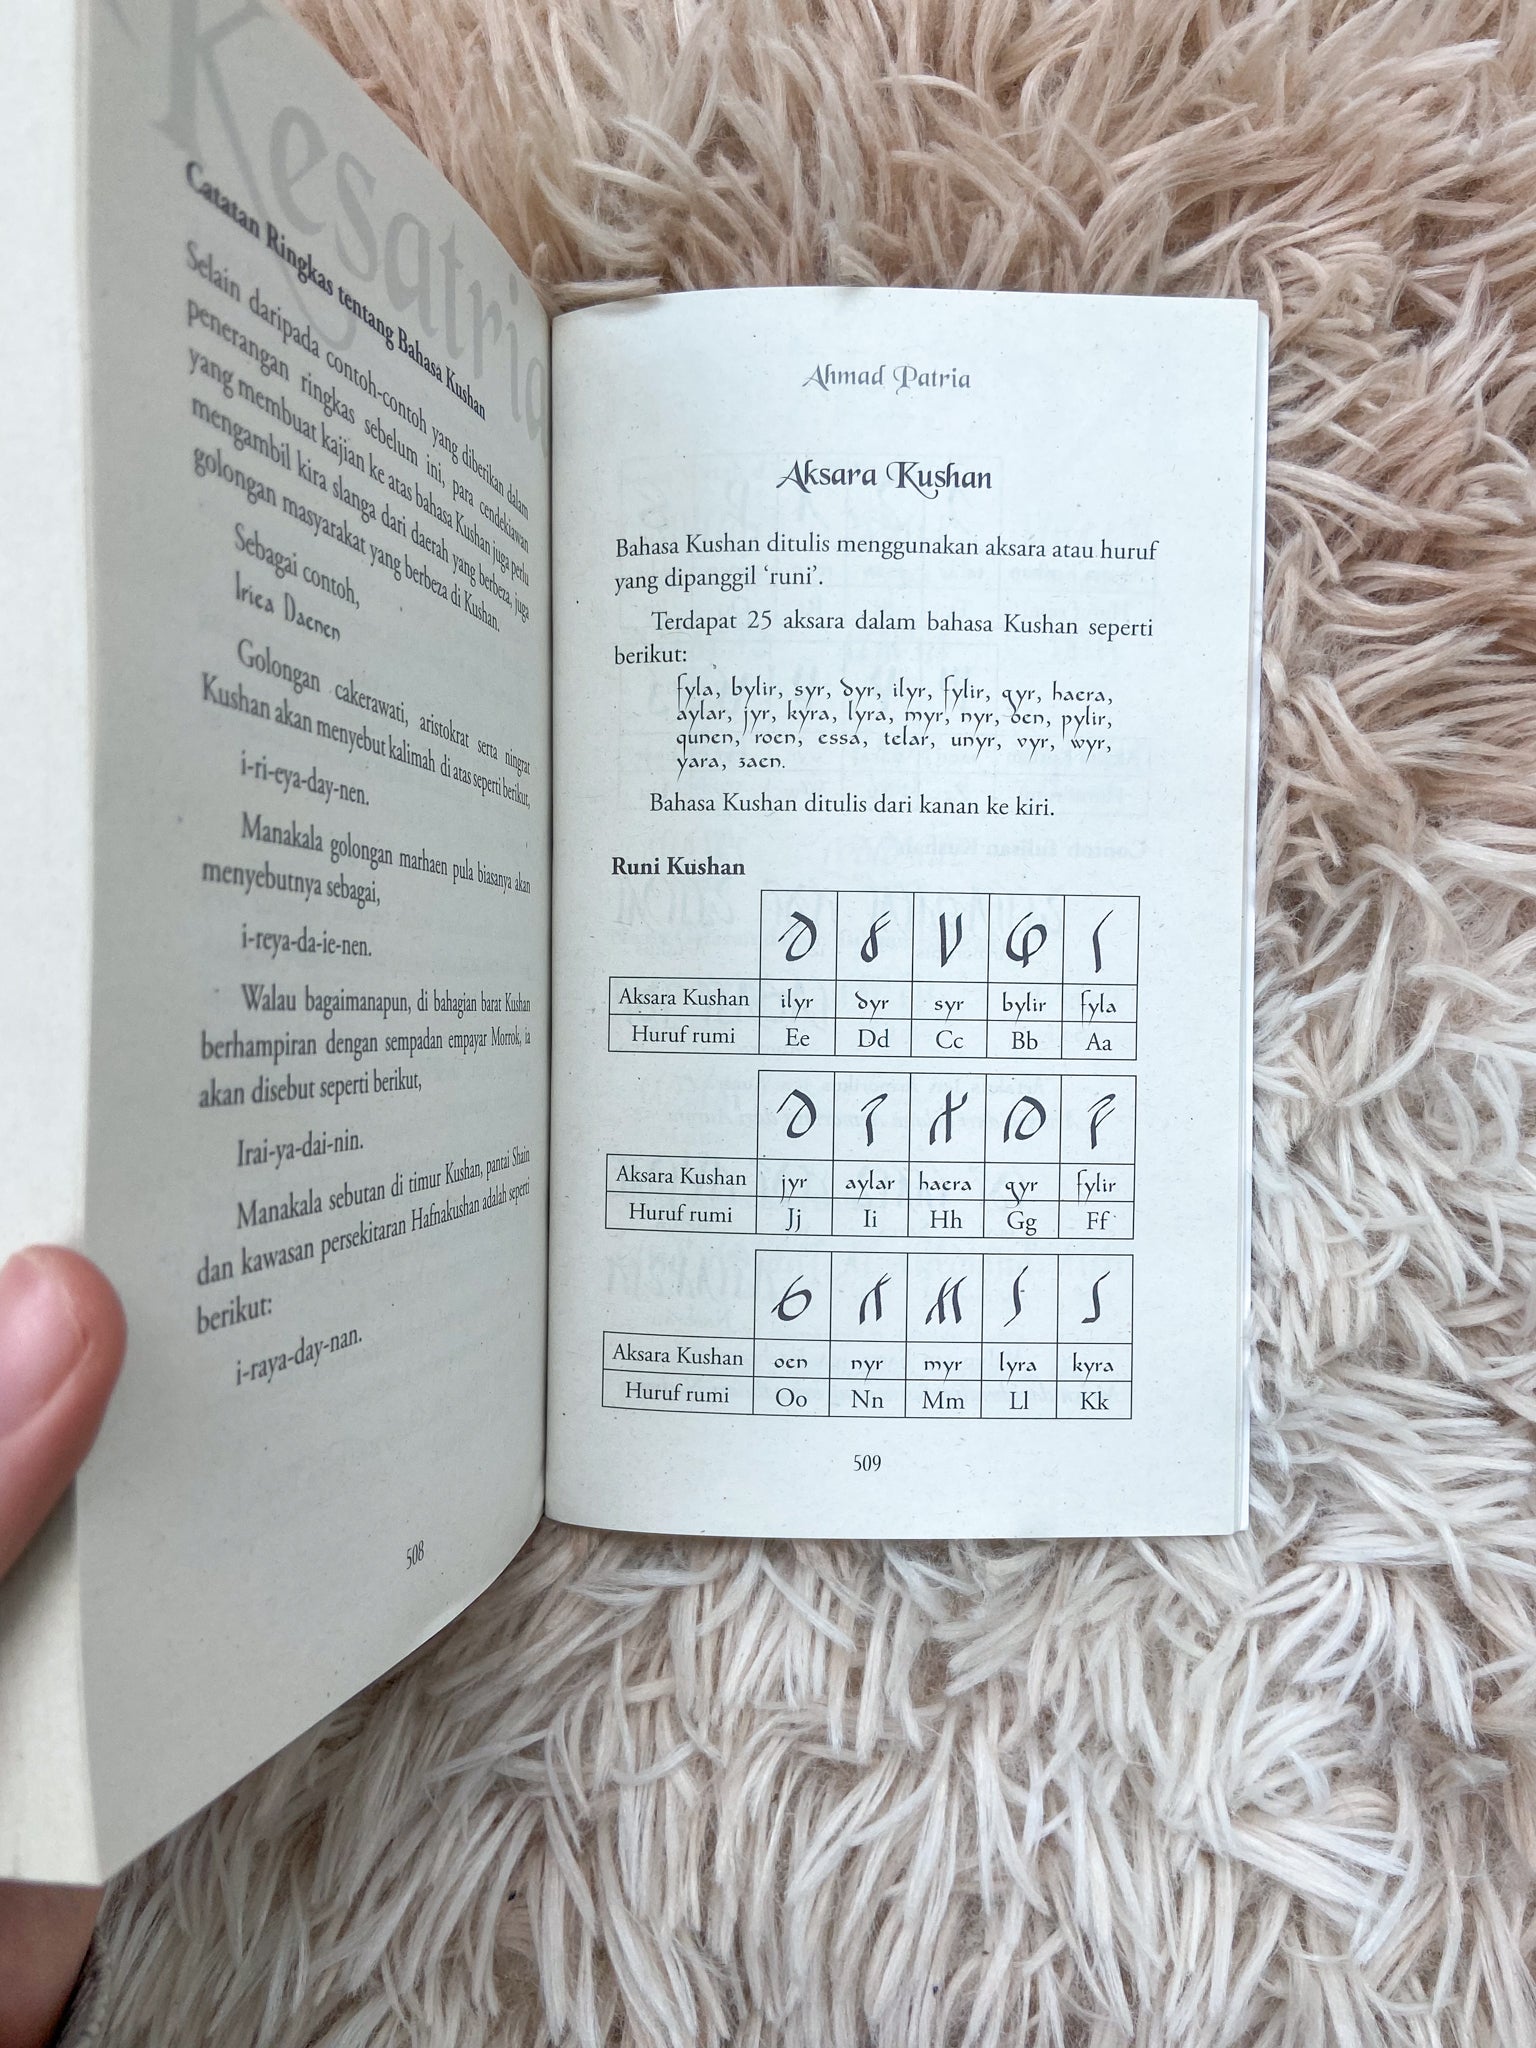 Kesatria
Catatan Ringkas tentang Bahasa Kushan
Selain daripada contoh-contoh yang diberikan dalam
penerangan ringkas sebelum ini, para cendekiawan
yang membuat kajian ke atas bahasa Kushan juga perlu
mengambil kira slanga dari daerah yang berbeza, juga
golongan masyarakat yang berbeza di Kushan.
Sebagai contoh,
Iriea Daenen
Golongan cakerawati, aristokrat serta ningrat
Kushan akan menyebut kalimah di atas seperti berikut,
i-ri-eya-day-nen.
Manakala golongan marhaen pula biasanya akan
menyebutnya sebagai,
i-reya-da-ie-nen.
Walau bagaimanapun, di bahagian barat Kushan
berhampiran dengan sempadan empayar Morrok, ia
akan disebut seperti berikut,
Irai-ya-dai-nin.
Manakala sebutan di timur Kushan, pantai Shain
dan kawasan persekitaran Hafnakushan adalah seperti
berikut:
i-raya-day-nan.
508
Ahmad Patria
Aksara Kushan
Bahasa Kushan ditulis menggunakan aksara atau huruf
yang dipanggil ‘runi’.
Terdapat 25 aksara dalam bahasa Kushan seperti
berikut:
fyla, bylir, syr, dyr, ilyr, fylir, gyr, haera,
aylar, jyr, kyra, lyra, myr, nyr, oen, pylir,
qunen, roen, essa, telar, unyr, vyr, wyr,
yara, zaen.
Bahasa Kushan ditulis dari kanan ke kiri.
Runi Kushan
Aksara Kushan ilyr dyr syr bylir fyla
Huruf rumi Ee Dd Cc Bb Aa
Aksara Kushan jyr aylar haera gyr fylir
Huruf rumi Jj Ii Hh Gg Ff
Aksara Kushan oen nyr myr lyra kyra
Huruf rumi Oo Nn Mm Ll Kk
509